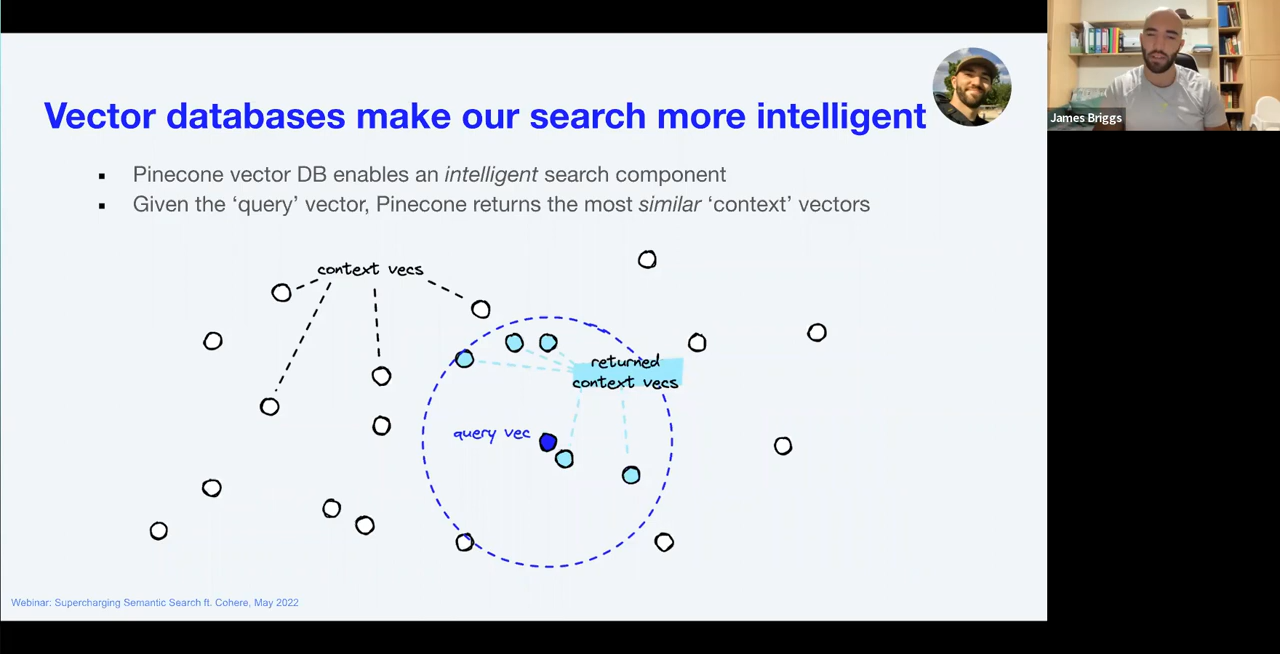 Vector databases make our search more intelligent
James Briggs
▪ Pinecone vector DB enables an intelligent search component
▪ Given the ‘query’ vector, Pinecone returns the most similar ‘context’ vectors
context vecs
returned
context vecs
query vec
Webinar: Supercharging Semantic Search ft. Cohere, May 2022